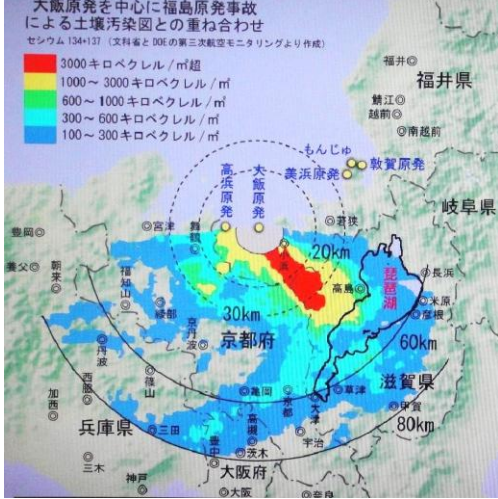 大飯原発を中心に福島原発事故
による土壌汚染図との重ね合わせ
セシウム134+137 (文科省とDOEの第三次航空モニタリングより作成)
3000キロベクレル/㎡超
1000～3000キロベクレル/㎡
600～1000キロベクレル/㎡
300～600キロベクレル/㎡
100～300キロベクレル/㎡
福井◎
福井県
鯖江◎
越前◎
◎南越前
もんじゅ
敦賀原発
美浜原発
高浜原発
大飯原発
岐阜県
豊岡◎
◎宮津
舞鶴◎
◎若狭
20km
養父◎
朝来◎
福知山◎
綾部◎
小浜◎
高島◎
琵琶湖
◎長浜
◎米原
◎彦根
30km
京都府
京丹波◎
60km
丹波◎
篠山◎
滋賀県
西脇◎
加西◎
◎亀岡
京都◎
大津◎
◎草津
◎甲賀
80km
兵庫県
◎三田
高槻◎
宇治◎
豊中◎
◎茨木
◎三木
神戸◎
大阪府
◎大阪
◎奈良